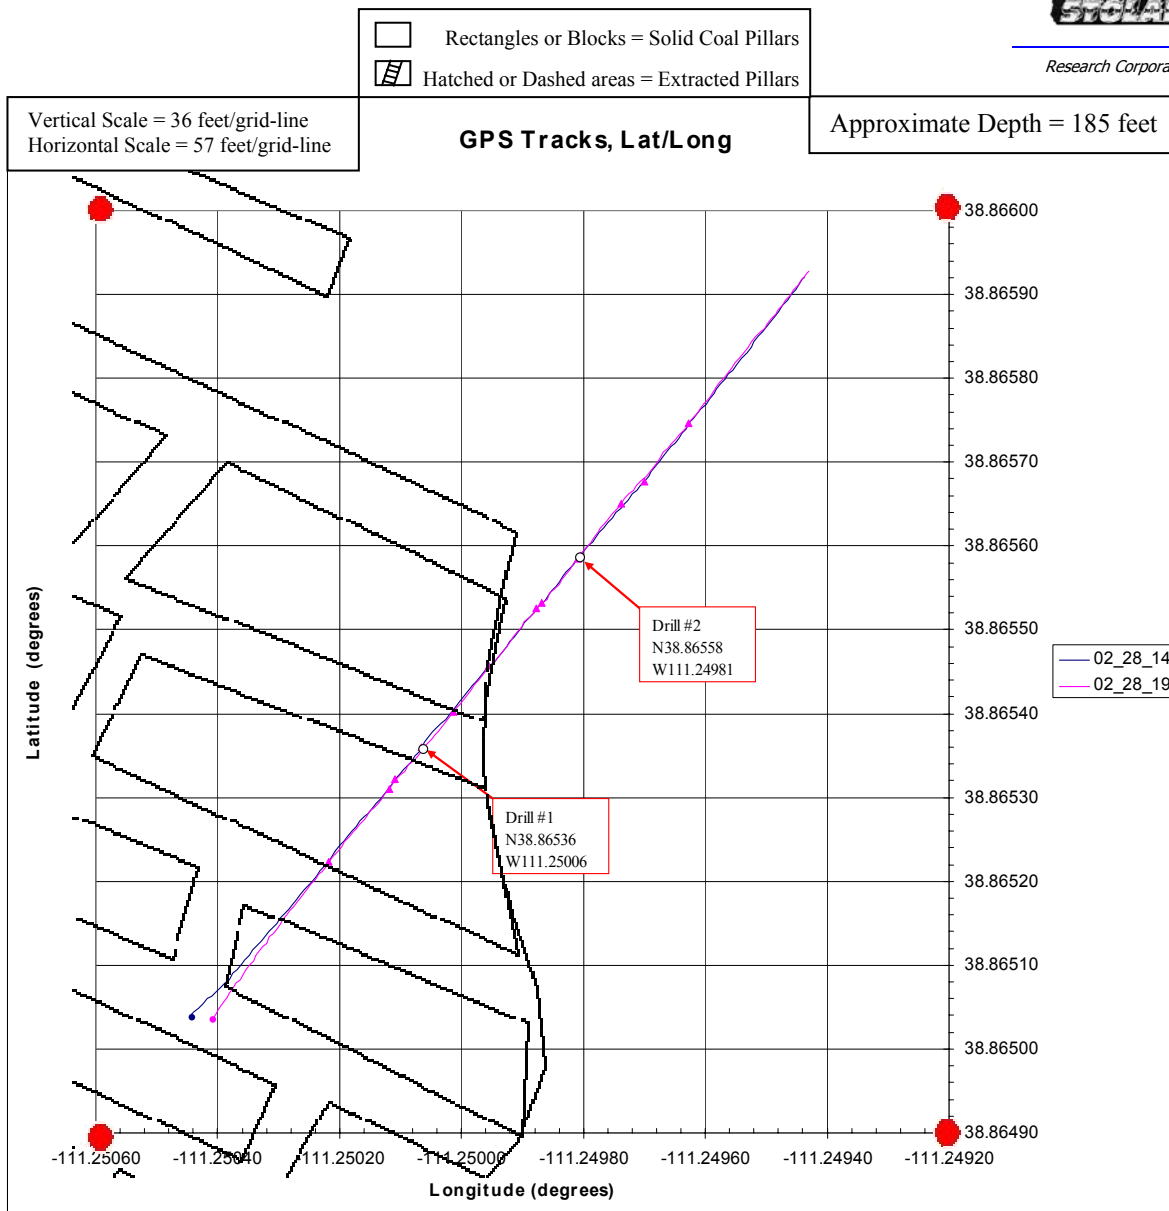 Rectangles or Blocks = Solid Coal Pillars
Hatched or Dashed areas = Extracted Pillars
Research Corpora
Vertical Scale = 36 feet/grid-line
Horizontal Scale = 57 feet/grid-line
GPS Tracks, Lat/Long
Approximate Depth = 185 feet
38.86600
38.86590
38.86580
38.86570
38.86560
38.86550
38.86540
38.86530
38.86520
38.86510
38.86500
38.86490
Latitude (degrees)
Drill #2
N38.86558
W111.24981
Drill #1
N38.86536
W111.25006
02_28_14
02_28_19
-111.25060
-111.25040
-111.25020
-111.25000
-111.24980
-111.24960
-111.24940
-111.24920
Longitude (degrees)